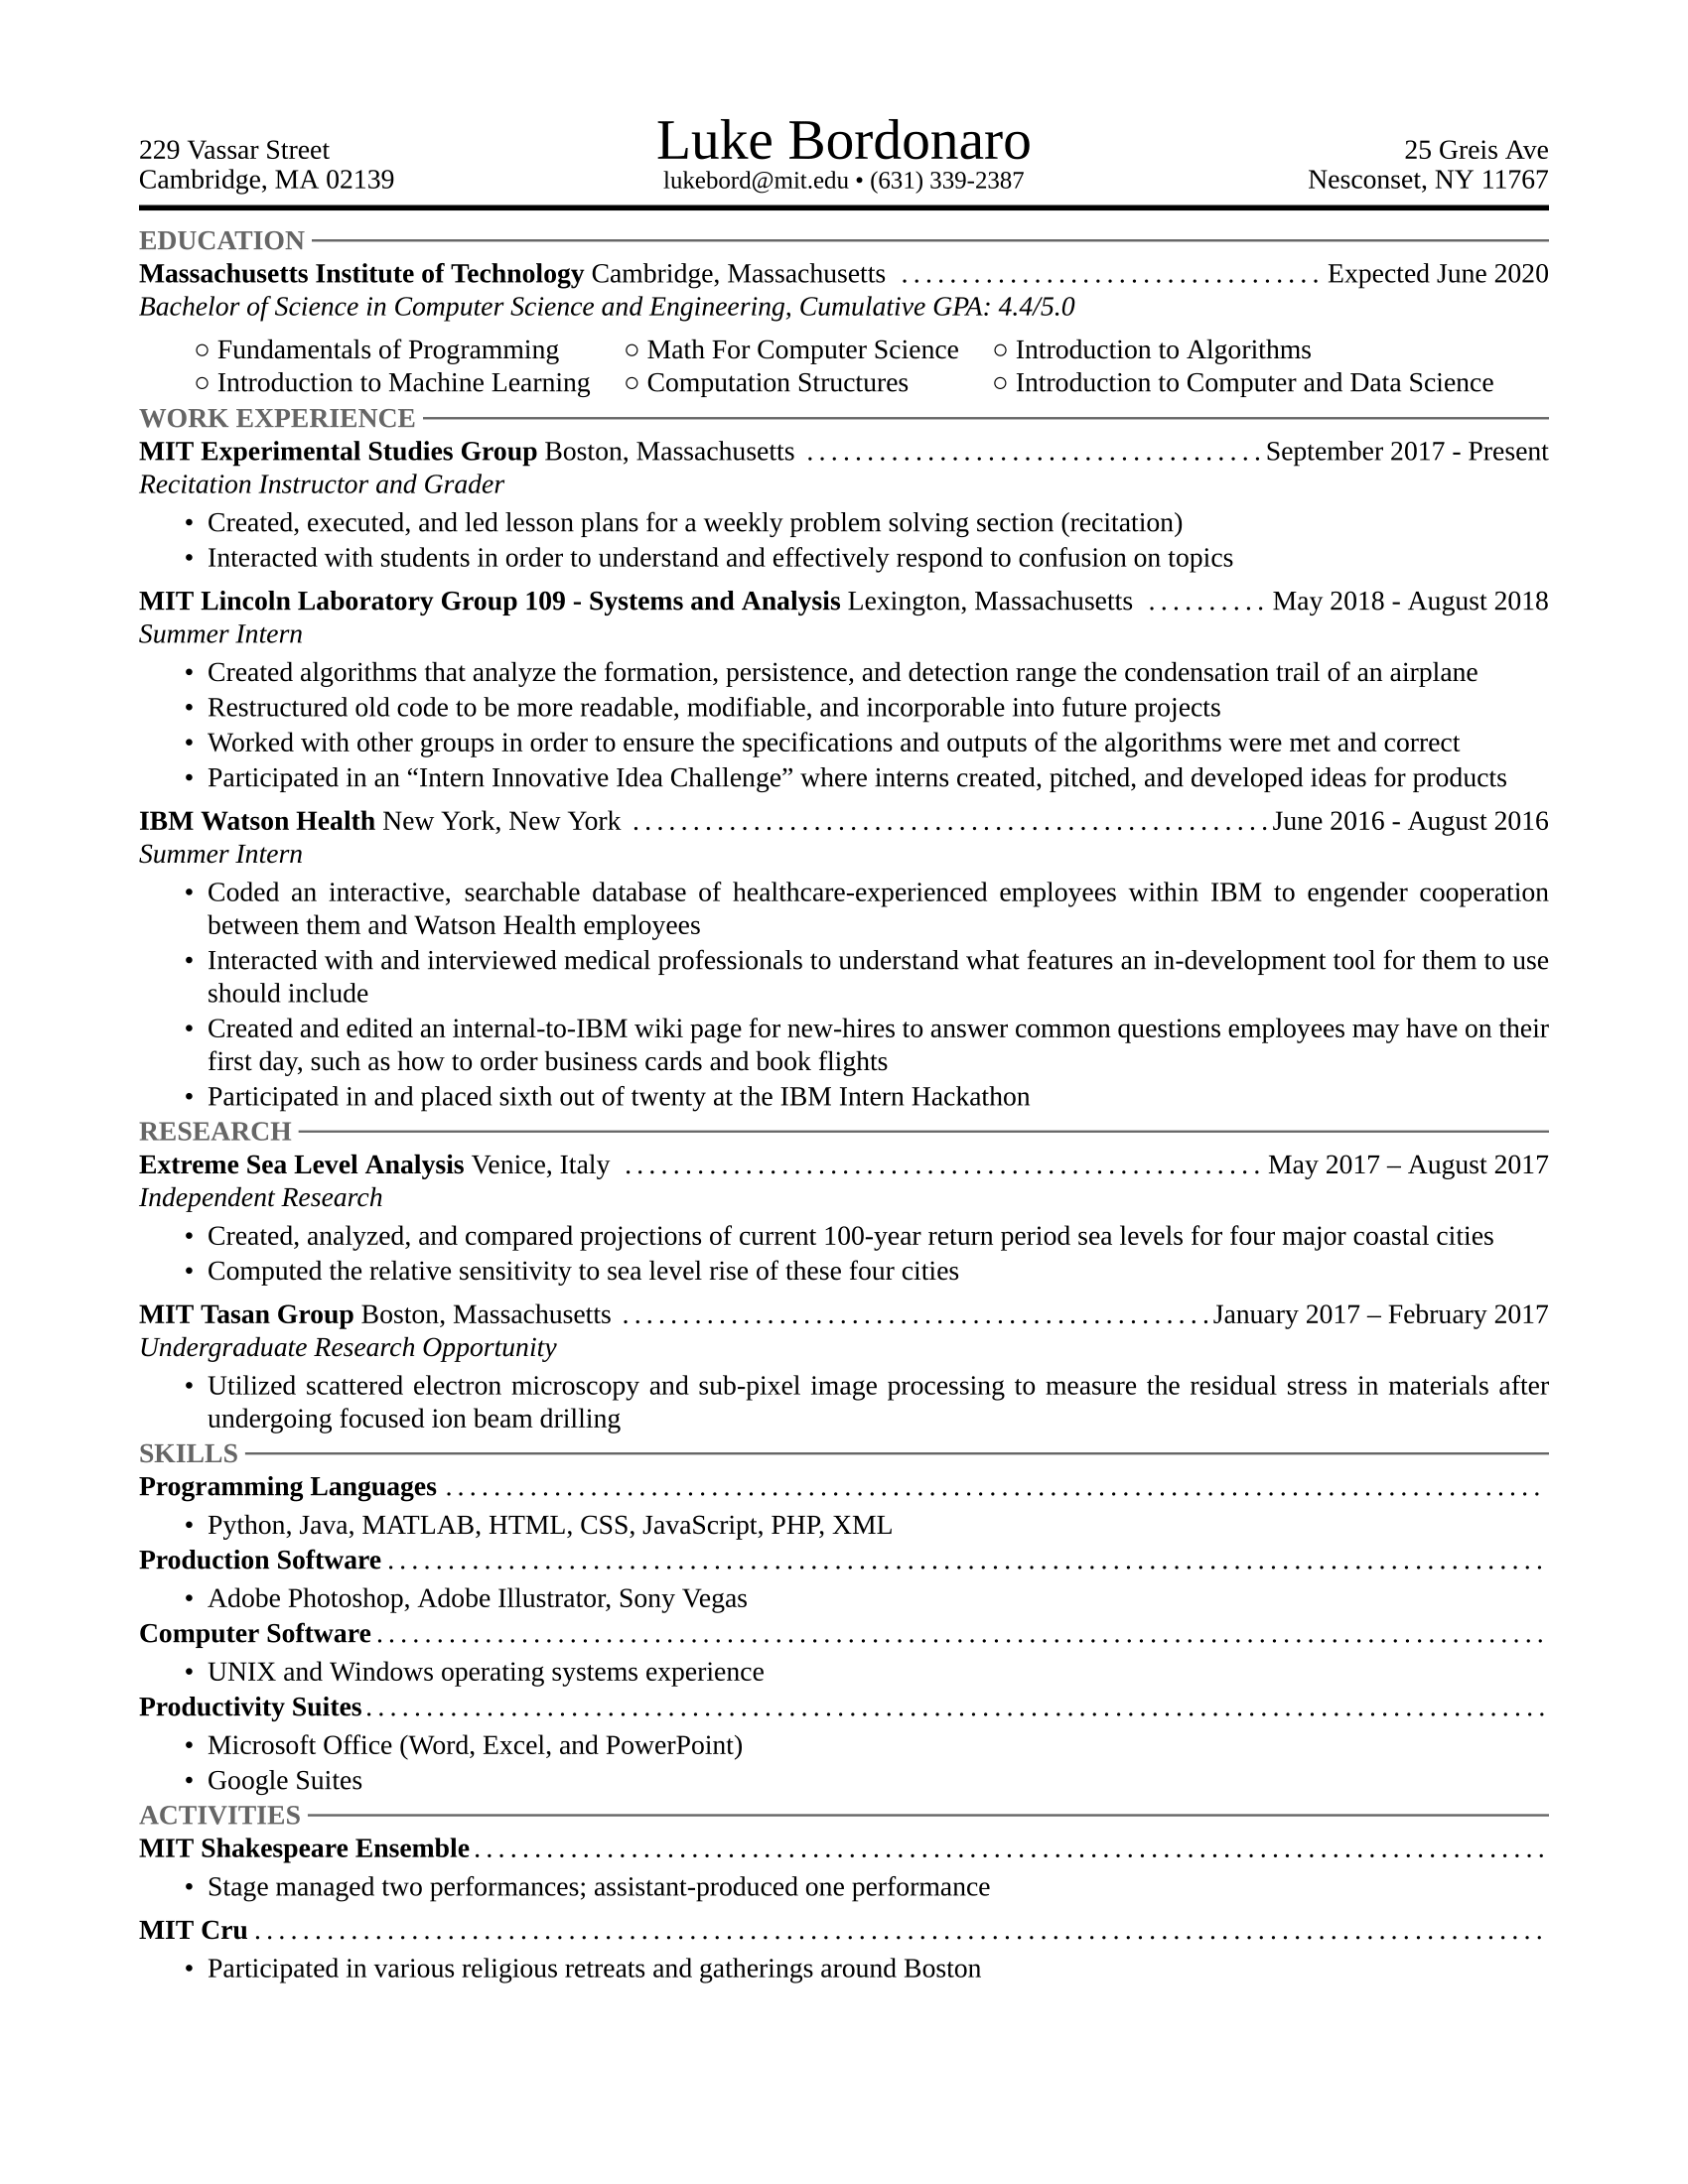 229 Vassar Street
Cambridge, MA 02139
Luke Bordonaro
lukebord@mit.edu • (631) 339-2387
25 Greis Ave
Nesconset, NY 11767
EDUCATION
Massachusetts Institute of Technology Cambridge, Massachusetts ................................... Expected June 2020
Bachelor of Science in Computer Science and Engineering, Cumulative GPA: 4.4/5.0
○ Fundamentals of Programming ○ Math For Computer Science ○ Introduction to Algorithms
○ Introduction to Machine Learning ○ Computation Structures ○ Introduction to Computer and Data Science
WORK EXPERIENCE
MIT Experimental Studies Group Boston, Massachusetts ...................................... September 2017 - Present
Recitation Instructor and Grader
• Created, executed, and led lesson plans for a weekly problem solving section (recitation)
• Interacted with students in order to understand and effectively respond to confusion on topics
MIT Lincoln Laboratory Group 109 - Systems and Analysis Lexington, Massachusetts .......... May 2018 - August 2018
Summer Intern
• Created algorithms that analyze the formation, persistence, and detection range the condensation trail of an airplane
• Restructured old code to be more readable, modifiable, and incorporable into future projects
• Worked with other groups in order to ensure the specifications and outputs of the algorithms were met and correct
• Participated in an “Intern Innovative Idea Challenge” where interns created, pitched, and developed ideas for products
IBM Watson Health New York, New York ..................................................... June 2016 - August 2016
Summer Intern
• Coded an interactive, searchable database of healthcare-experienced employees within IBM to engender cooperation
between them and Watson Health employees
• Interacted with and interviewed medical professionals to understand what features an in-development tool for them to use
should include
• Created and edited an internal-to-IBM wiki page for new-hires to answer common questions employees may have on their
first day, such as how to order business cards and book flights
• Participated in and placed sixth out of twenty at the IBM Intern Hackathon
RESEARCH
Extreme Sea Level Analysis Venice, Italy ..................................................... May 2017 – August 2017
Independent Research
• Created, analyzed, and compared projections of current 100-year return period sea levels for four major coastal cities
• Computed the relative sensitivity to sea level rise of these four cities
MIT Tasan Group Boston, Massachusetts ................................................. January 2017 – February 2017
Undergraduate Research Opportunity
• Utilized scattered electron microscopy and sub-pixel image processing to measure the residual stress in materials after
undergoing focused ion beam drilling
SKILLS
Programming Languages ............................................................................................
• Python, Java, MATLAB, HTML, CSS, JavaScript, PHP, XML
Production Software .................................................................................................
• Adobe Photoshop, Adobe Illustrator, Sony Vegas
Computer Software ..................................................................................................
• UNIX and Windows operating systems experience
Productivity Suites ...................................................................................................
• Microsoft Office (Word, Excel, and PowerPoint)
• Google Suites
ACTIVITIES
MIT Shakespeare Ensemble ..........................................................................................
• Stage managed two performances; assistant-produced one performance
MIT Cru ............................................................................................................
• Participated in various religious retreats and gatherings around Boston